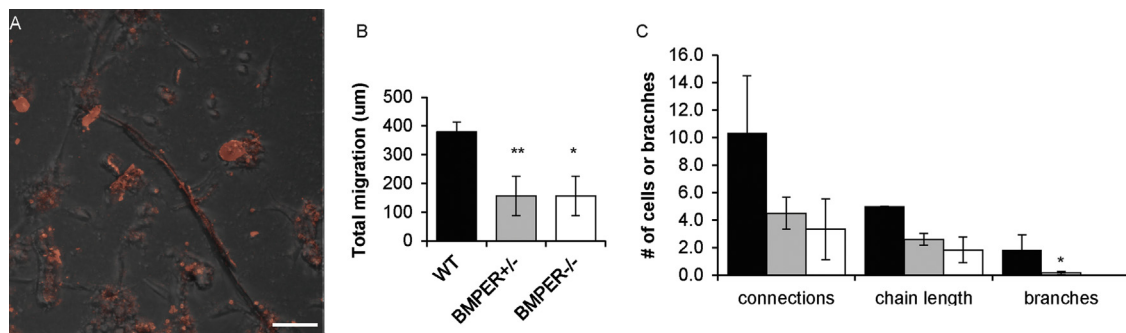 A
B
Total migration (um)
500
400
300
200
100
0
**
*
WT
BMPER+/-
BMPER-/-
C
# of cells or bracnhes
16.0
14.0
12.0
10.0
8.0
6.0
4.0
2.0
0.0
*
connections
chain length
branches